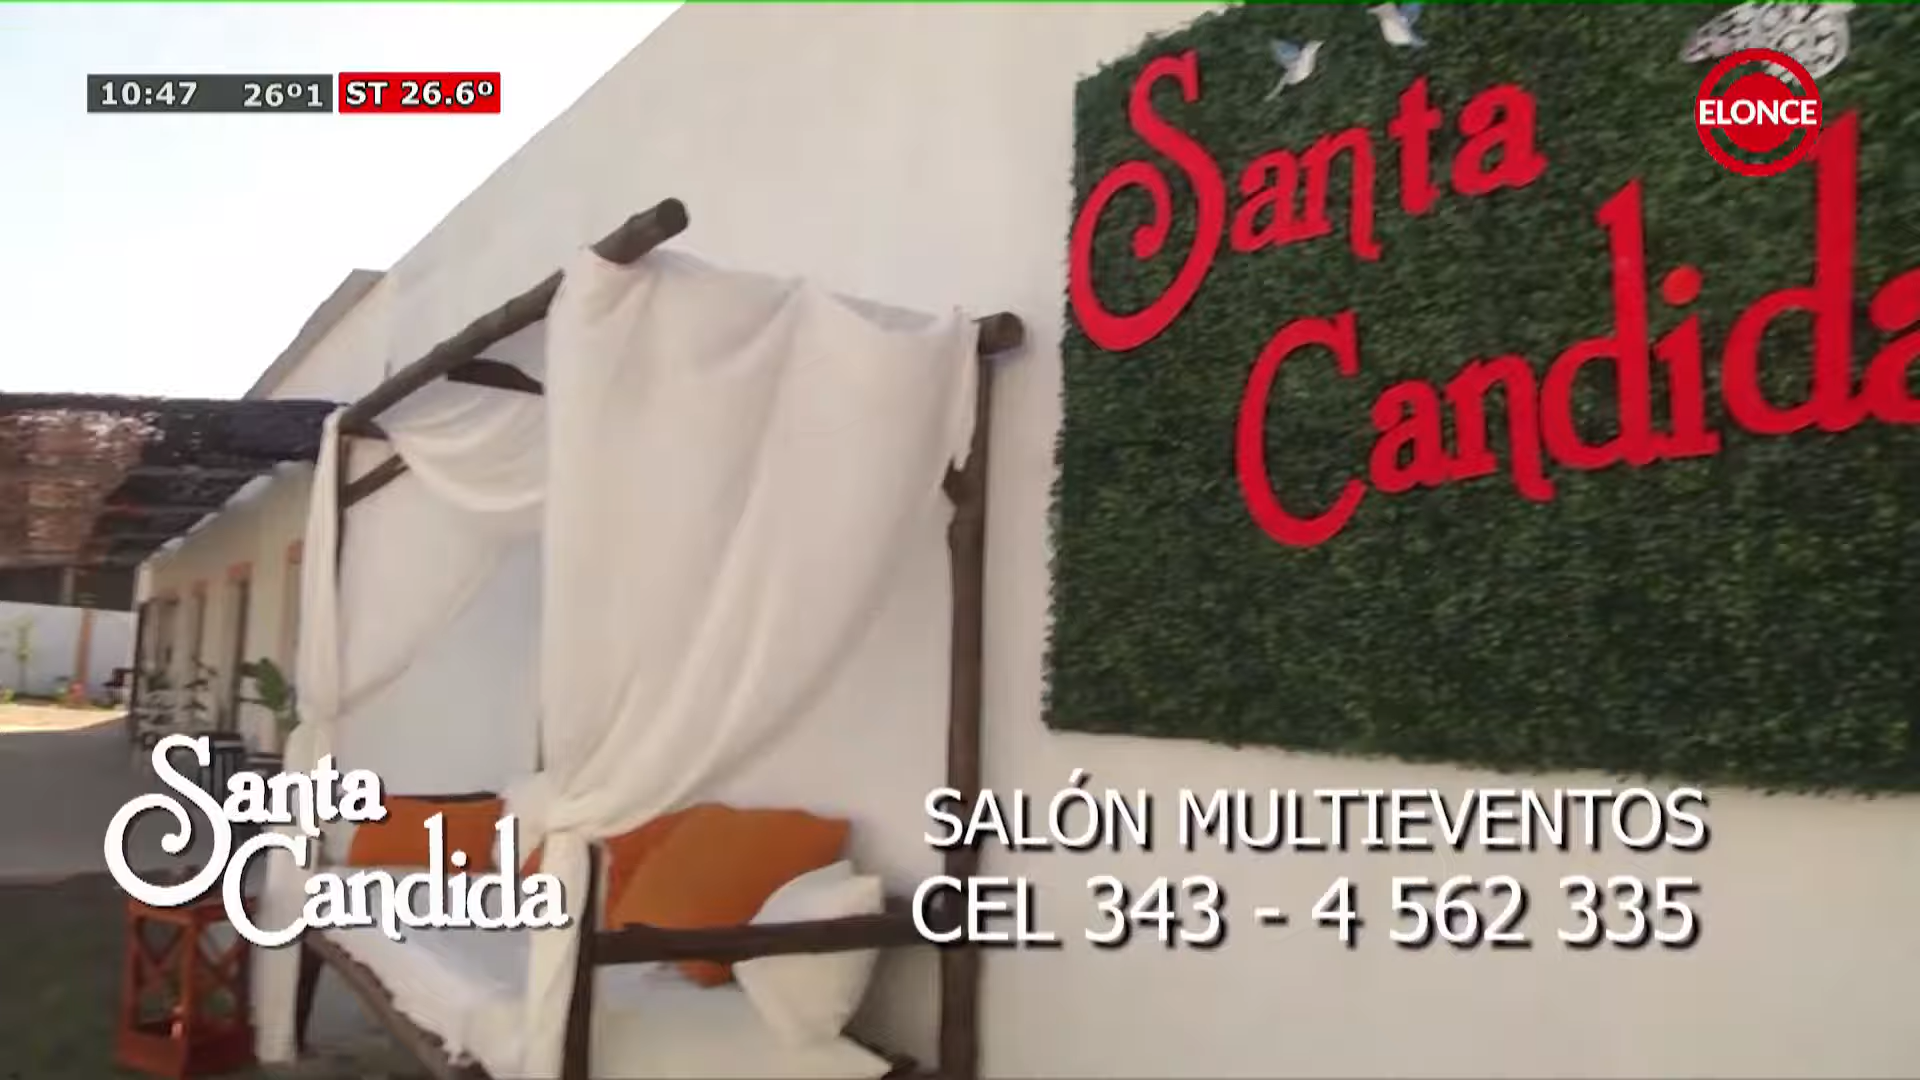 10:47 26º1 ST 26.6º
ELONCE
Santa
Candida
Santa
Candida
SALÓN MULTIEVENTOS
CEL 343 - 4 562 335